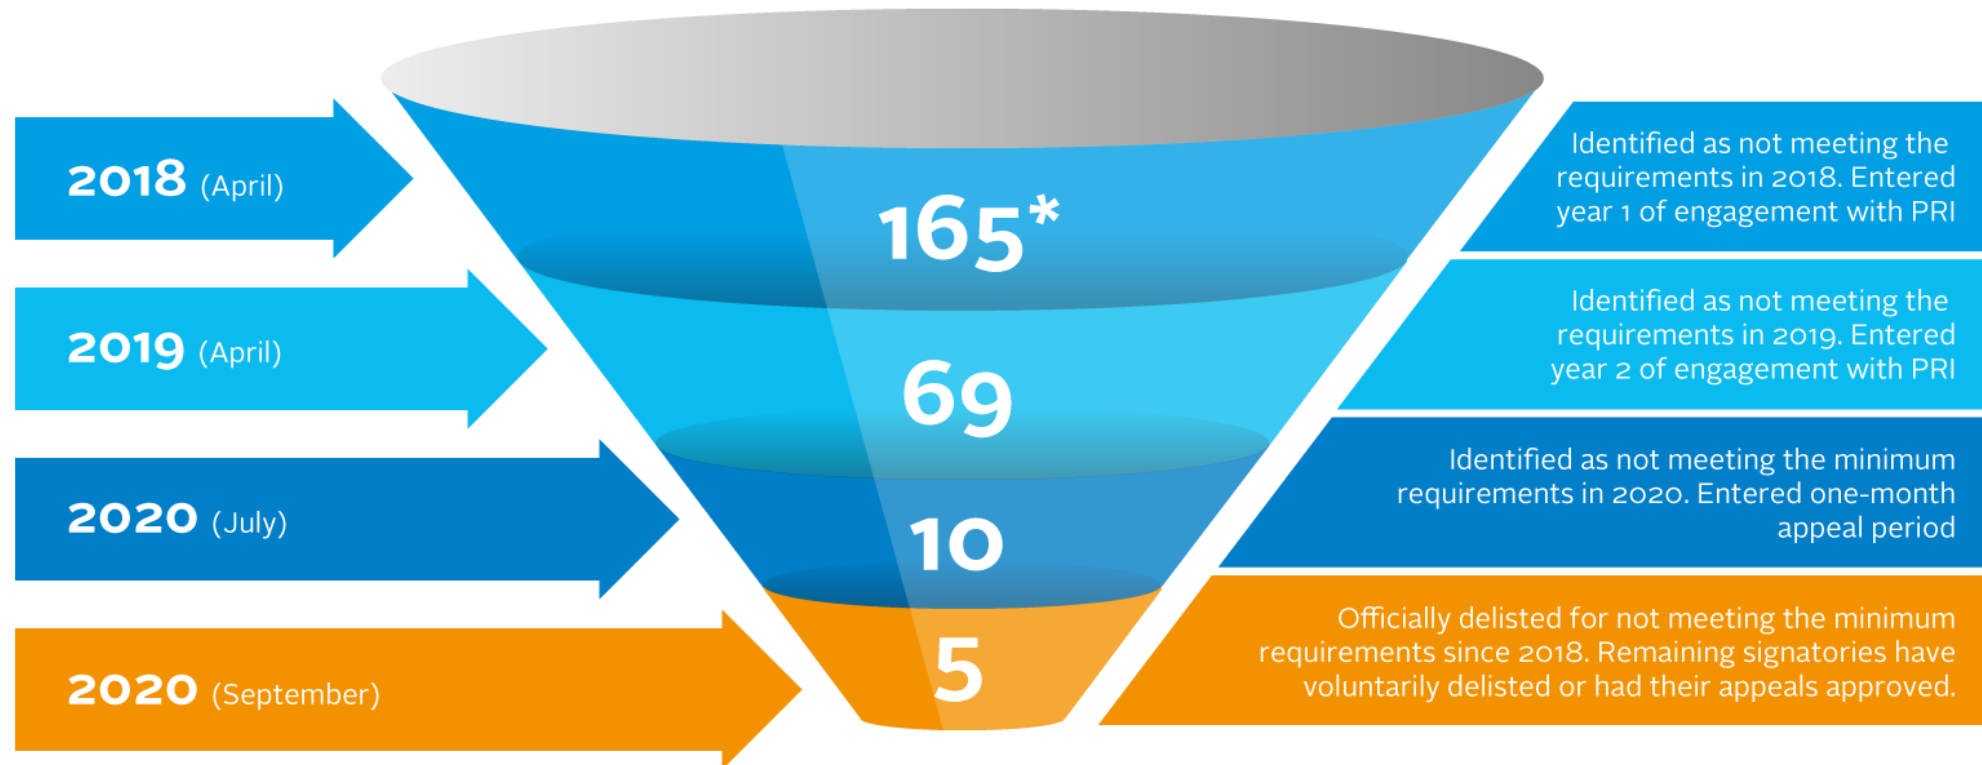 2018 (April)
165*
Identified as not meeting the
requirements in 2018. Entered
year 1 of engagement with PRI
2019 (April)
69
Identified as not meeting the
requirements in 2019. Entered
year 2 of engagement with PRI
2020 (July)
10
Identified as not meeting the minimum
requirements in 2020. Entered one-month
appeal period
2020 (September)
5
Officially delisted for not meeting the minimum
requirements since 2018. Remaining signatories have
voluntarily delisted or had their appeals approved.